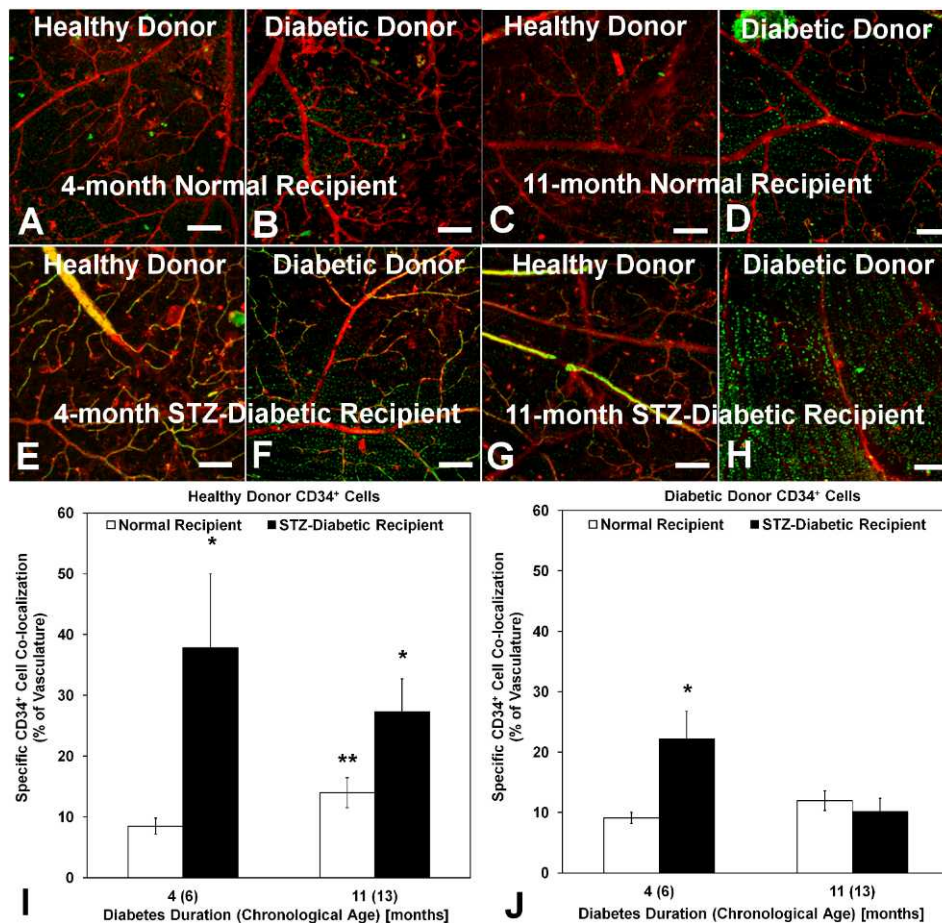 Healthy Donor
Diabetic Donor
Healthy Donor
Diabetic Donor
4-month Normal Recipient
11-month Normal Recipient
A
B
C
D
Healthy Donor
Diabetic Donor
Healthy Donor
Diabetic Donor
4-month STZ-Diabetic Recipient
11-month STZ-Diabetic Recipient
E
F
G
H
Healthy Donor CD34⁺ Cells
Normal Recipient
STZ-Diabetic Recipient
Specific CD34⁺ Cell Co-localization
(% of Vasculature)
60
50
40
30
20
10
0
*
**
*
4 (6)
11 (13)
Diabetes Duration (Chronological Age) [months]
I
Diabetic Donor CD34⁺ Cells
Normal Recipient
STZ-Diabetic Recipient
Specific CD34⁺ Cell Co-localization
(% of Vasculature)
60
50
40
30
20
10
0
*
4 (6)
11 (13)
Diabetes Duration (Chronological Age) [months]
J